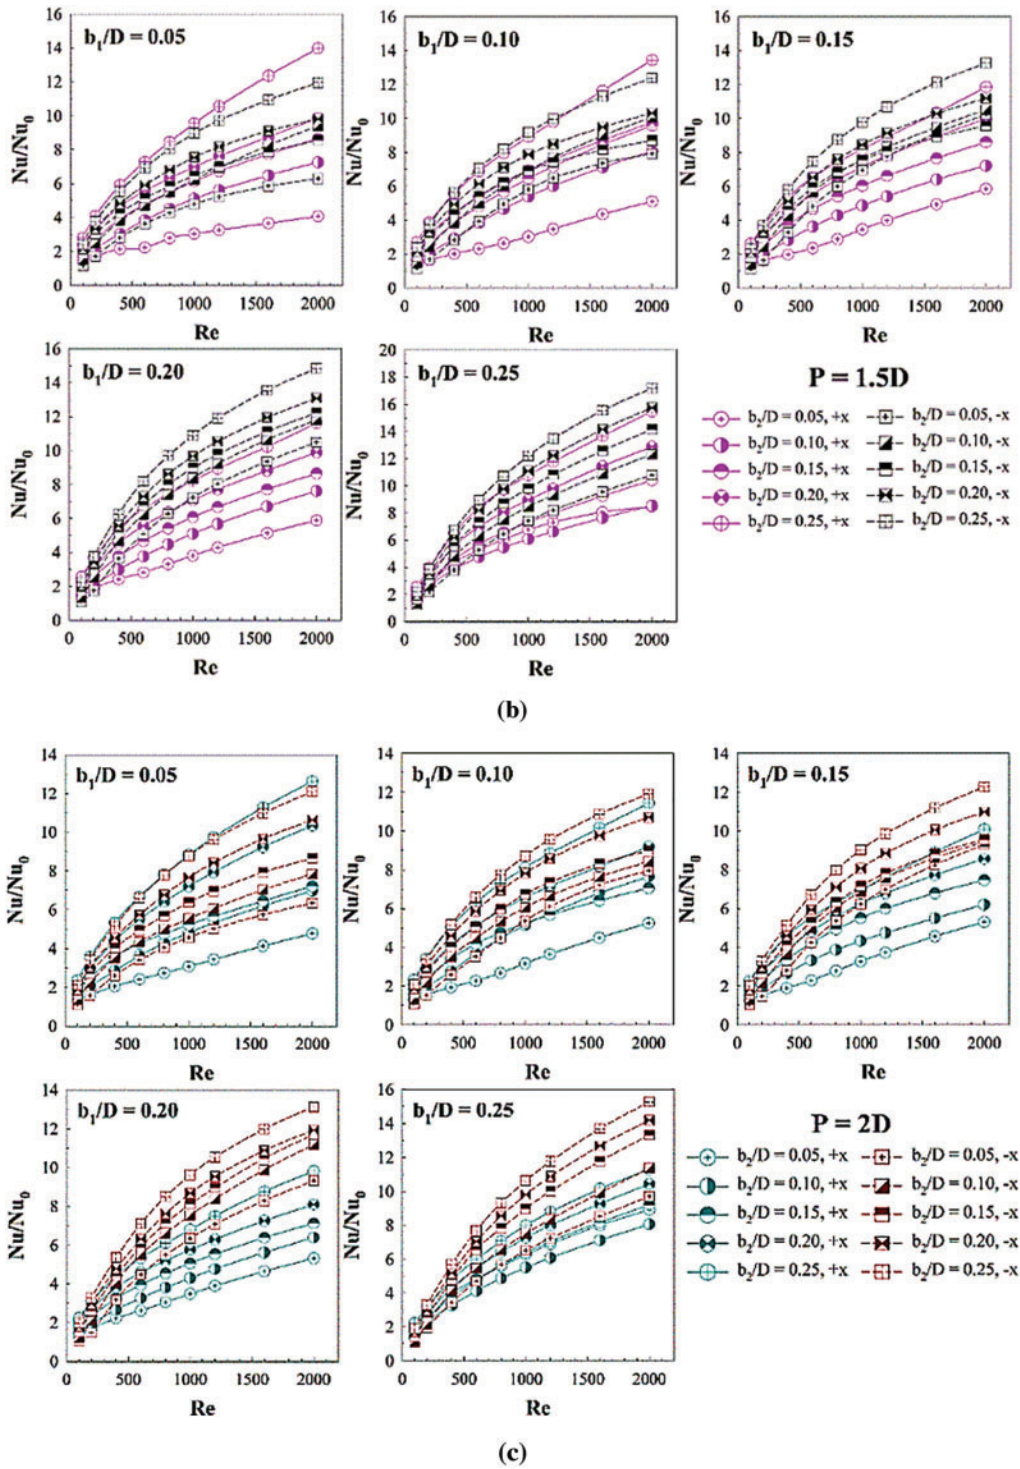 b₁/D = 0.05
b₁/D = 0.10
b₁/D = 0.15
16
14
12
10
8
6
4
2
0
16
14
12
10
8
6
4
2
0
16
14
12
10
8
6
4
2
0
Nu/Nu₀
Nu/Nu₀
Nu/Nu₀
0 500 1000 1500 2000
0 500 1000 1500 2000
0 500 1000 1500 2000
Re
Re
Re
b₁/D = 0.20
b₁/D = 0.25
16
14
12
10
8
6
4
2
0
20
18
16
14
12
10
8
6
4
2
0
Nu/Nu₀
Nu/Nu₀
0 500 1000 1500 2000
0 500 1000 1500 2000
Re
Re
P = 1.5D
b₂/D = 0.05, +x b₂/D = 0.05, -x
b₂/D = 0.10, +x b₂/D = 0.10, -x
b₂/D = 0.15, +x b₂/D = 0.15, -x
b₂/D = 0.20, +x b₂/D = 0.20, -x
b₂/D = 0.25, +x b₂/D = 0.25, -x
(b)
b₁/D = 0.05
b₁/D = 0.10
b₁/D = 0.15
14
12
10
8
6
4
2
0
14
12
10
8
6
4
2
0
14
12
10
8
6
4
2
0
Nu/Nu₀
Nu/Nu₀
Nu/Nu₀
0 500 1000 1500 2000
0 500 1000 1500 2000
0 500 1000 1500 2000
Re
Re
Re
b₁/D = 0.20
b₁/D = 0.25
14
12
10
8
6
4
2
0
16
14
12
10
8
6
4
2
0
Nu/Nu₀
Nu/Nu₀
0 500 1000 1500 2000
0 500 1000 1500 2000
Re
Re
P = 2D
b₂/D = 0.05, +x b₂/D = 0.05, -x
b₂/D = 0.10, +x b₂/D = 0.10, -x
b₂/D = 0.15, +x b₂/D = 0.15, -x
b₂/D = 0.20, +x b₂/D = 0.20, -x
b₂/D = 0.25, +x b₂/D = 0.25, -x
(c)